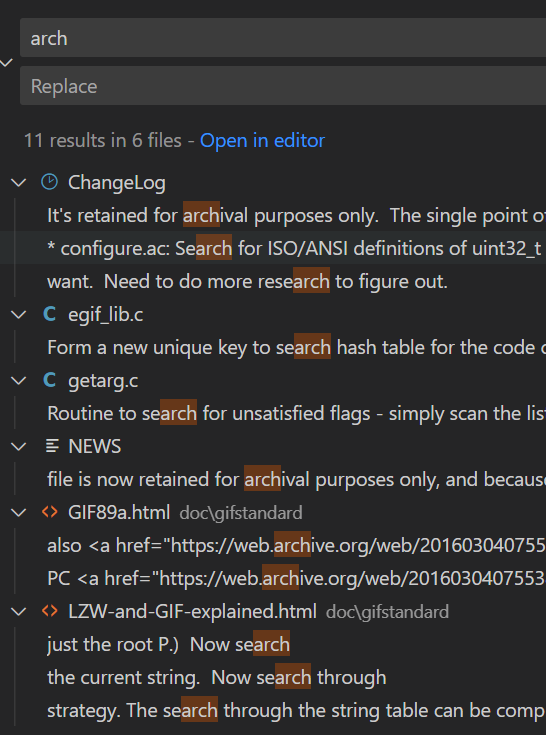 arch
Replace
11 results in 6 files - Open in editor
ChangeLog
It's retained for archival purposes only.  The single point of
* configure.ac: Search for ISO/ANSI definitions of uint32_t
want.  Need to do more research to figure out.
C egif_lib.c
Form a new unique key to search hash table for the code
C getarg.c
Routine to search for unsatisfied flags - simply scan the list
NEWS
file is now retained for archival purposes only, and because
<> GIF89a.html doc\gifstandard
also <a href="https://web.archive.org/web/201603040755
PC <a href="https://web.archive.org/web/20160304075 53
<> LZW-and-GIF-explained.html doc\gifstandard
just the root P.)  Now search
the current string.  Now search through
strategy. The search through the string table can be comp